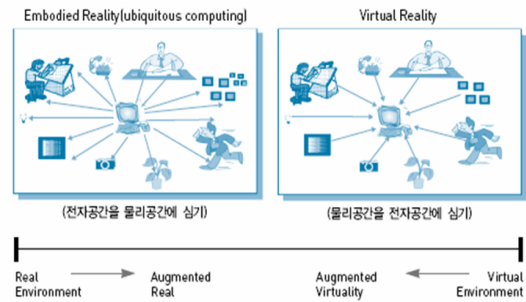 Embodied Reality(ubiquitous computing)
Virtual Reality
(전자공간을 물리공간에 심기)
(물리공간을 전자공간에 심기)
Real
Environment
Augmented
Real
Augmented
Virtuality
Virtual
Environment